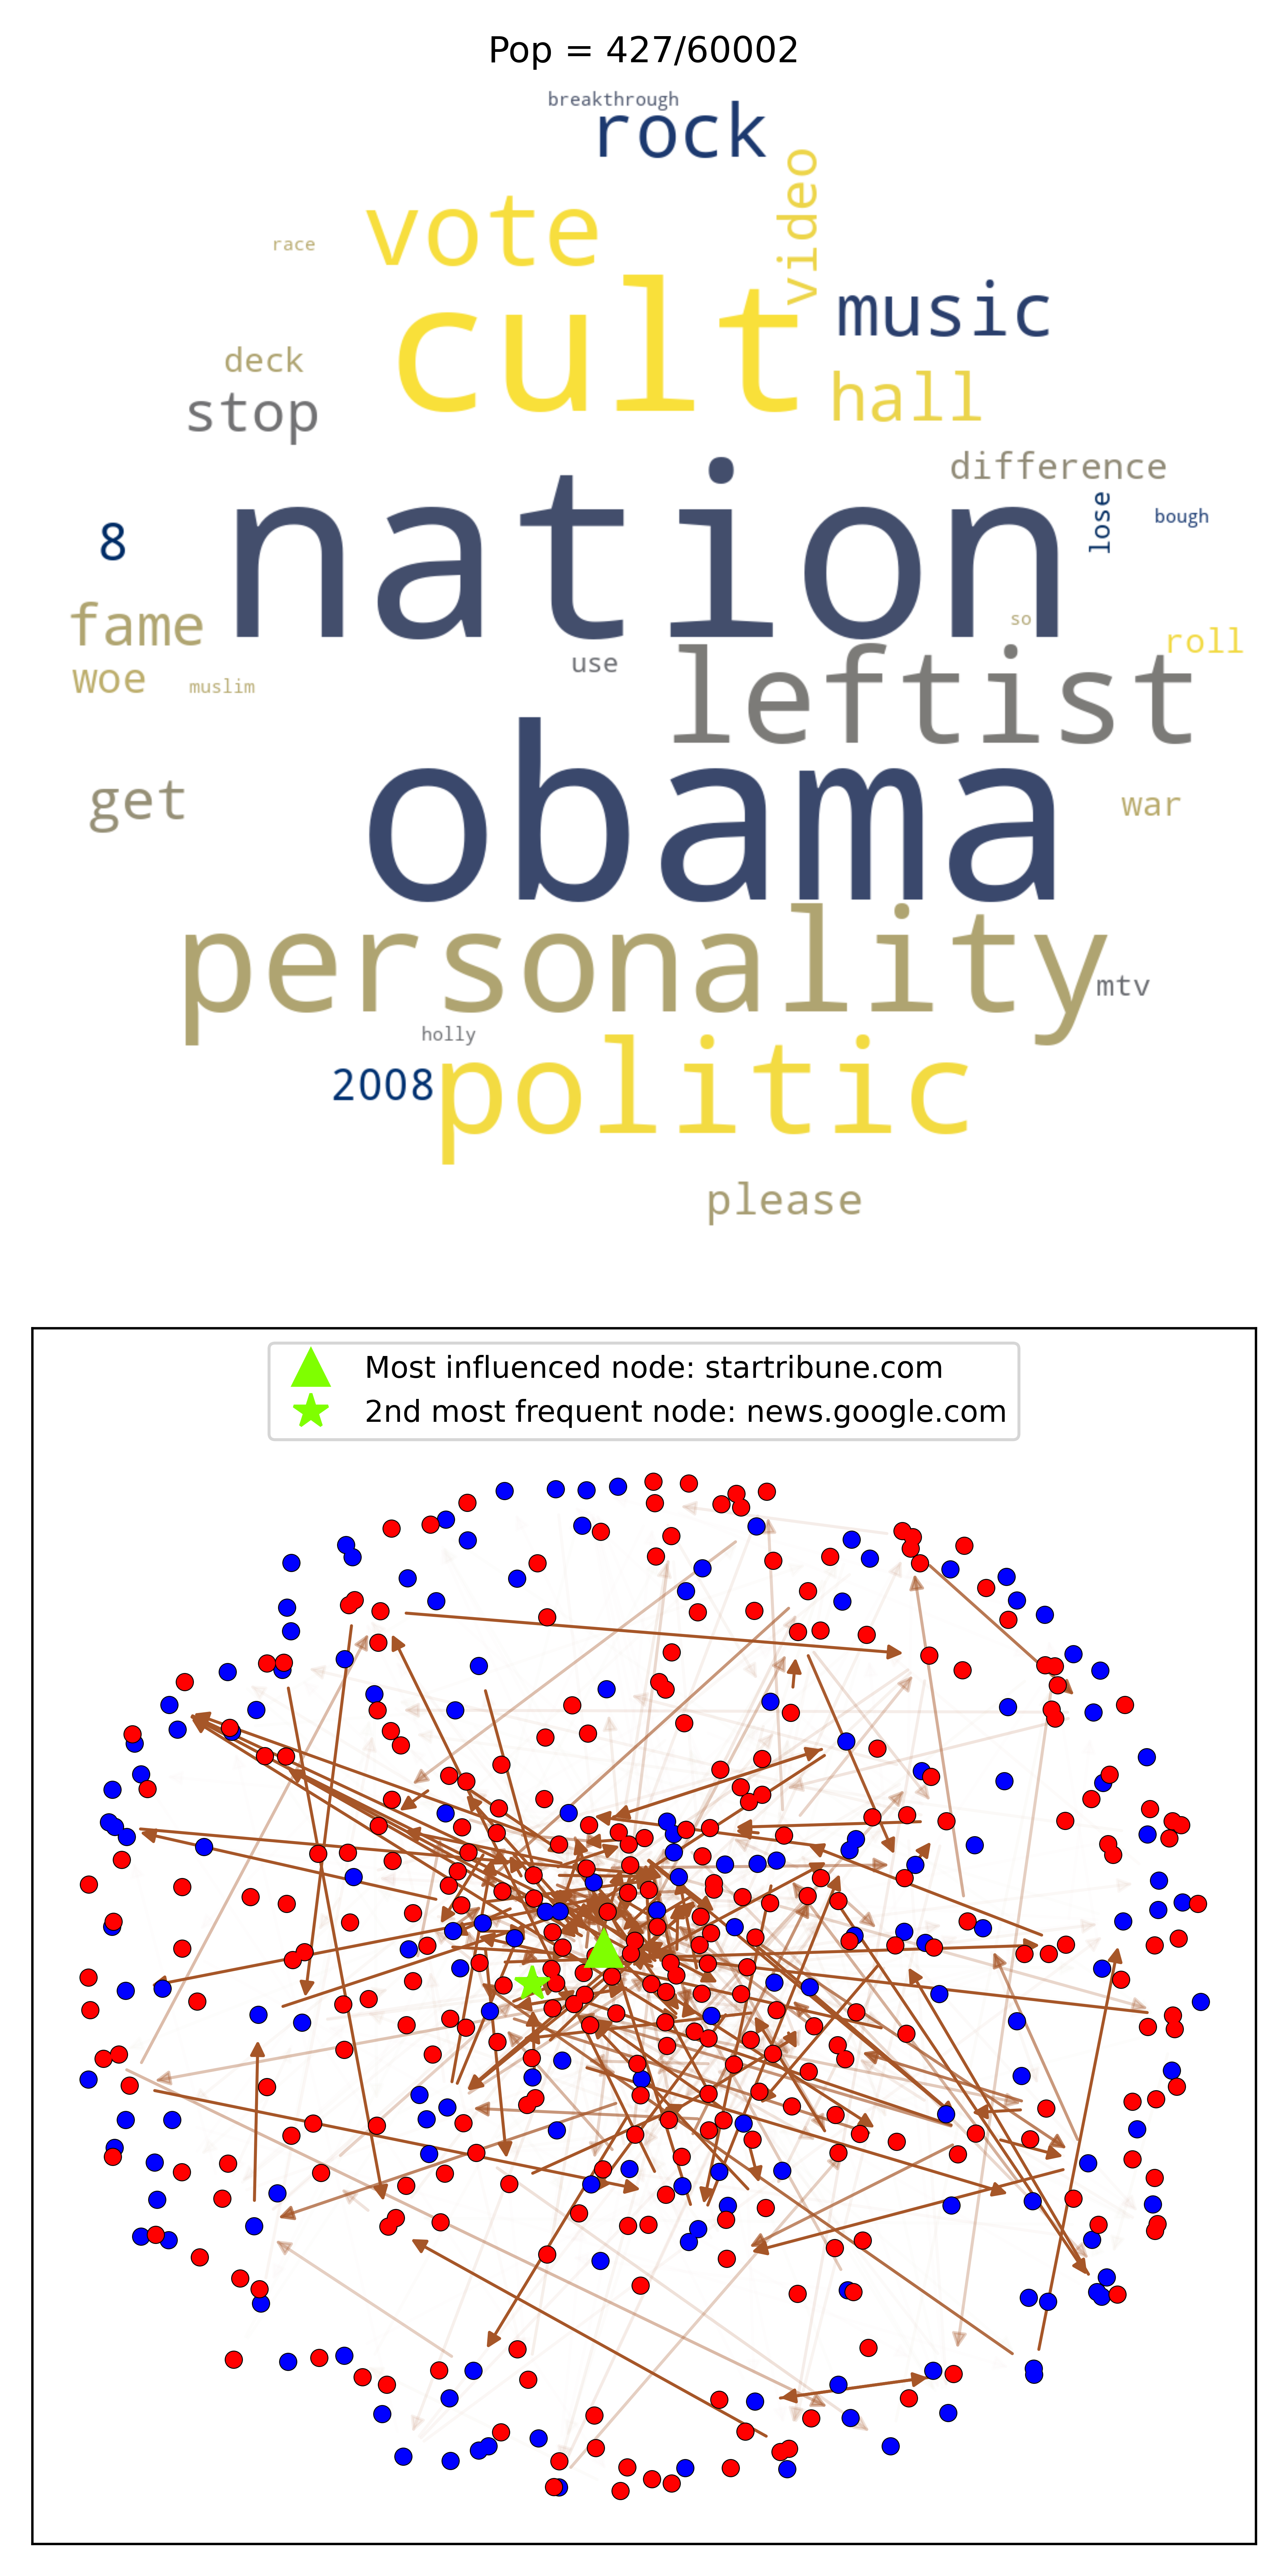 Pop = 427/60002
breakthrough
rock
video
vote
race
cult
music
deck
hall
stop
difference
nation
lose
bough
8
fame
so
roll
use
leftist
woe
muslim
obama
get
war
personality
mtv
holly
2008
politic
please
Most influenced node: startribune.com
2nd most frequent node: news.google.com